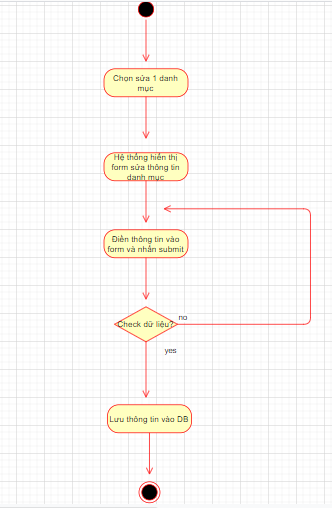 Chọn sửa 1 danh
mục
Hệ thống hiển thị
form sửa thông tin
danh mục
Điền thông tin vào
form và nhấn submit
Check dữ liệu?
no
yes
Lưu thông tin vào DB